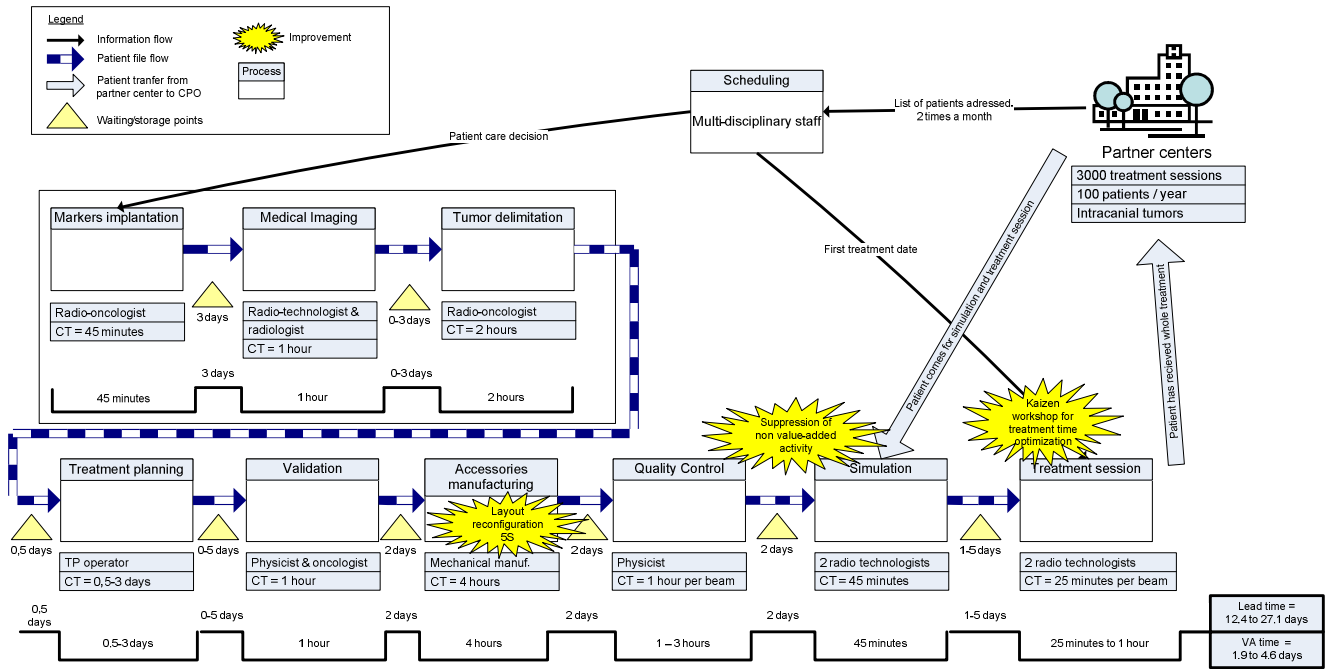 Legend
Information flow
Improvement
Patient file flow
Patient tranfer from
partner center to CPO
Process
Waiting/storage points
Scheduling
Multi-disciplinary staff
List of patients adressed.
2 times a month
Patient care decision
First treatment date
Partner centers
3000 treatment sessions
100 patients / year
Intracanial tumors
Patient comes for simulation and treatment session
Patient has recieved whole treatment
Markers implantation
Medical Imaging
Tumor delimitation
Radio-oncologist
CT = 45 minutes
3 days
Radio-technologist &
radiologist
CT = 1 hour
0-3 days
Radio-oncologist
CT = 2 hours
3 days
0-3 days
45 minutes
1 hour
2 hours
Suppression of
non value-added
activity
Kaizen
workshop for
treatment time
optimization
Treatment planning
Validation
Accessories
manufacturing
Quality Control
Simulation
Treatment session
Layout
reconfiguration
5S
0,5 days
0-5 days
2 days
2 days
2 days
1-5 days
TP operator
CT = 0,5-3 days
Physicist & oncologist
CT = 1 hour
Mechanical manuf.
CT = 4 hours
Physicist
CT = 1 hour per beam
2 radio technologists
CT = 45 minutes
2 radio technologists
CT = 25 minutes per beam
0,5
days
0-5 days
2 days
2 days
2 days
1-5 days
0.5-3 days
1 hour
4 hours
1 – 3 hours
45 minutes
25 minutes to 1 hour
Lead time =
12.4 to 27.1 days
VA time =
1.9 to 4.6 days